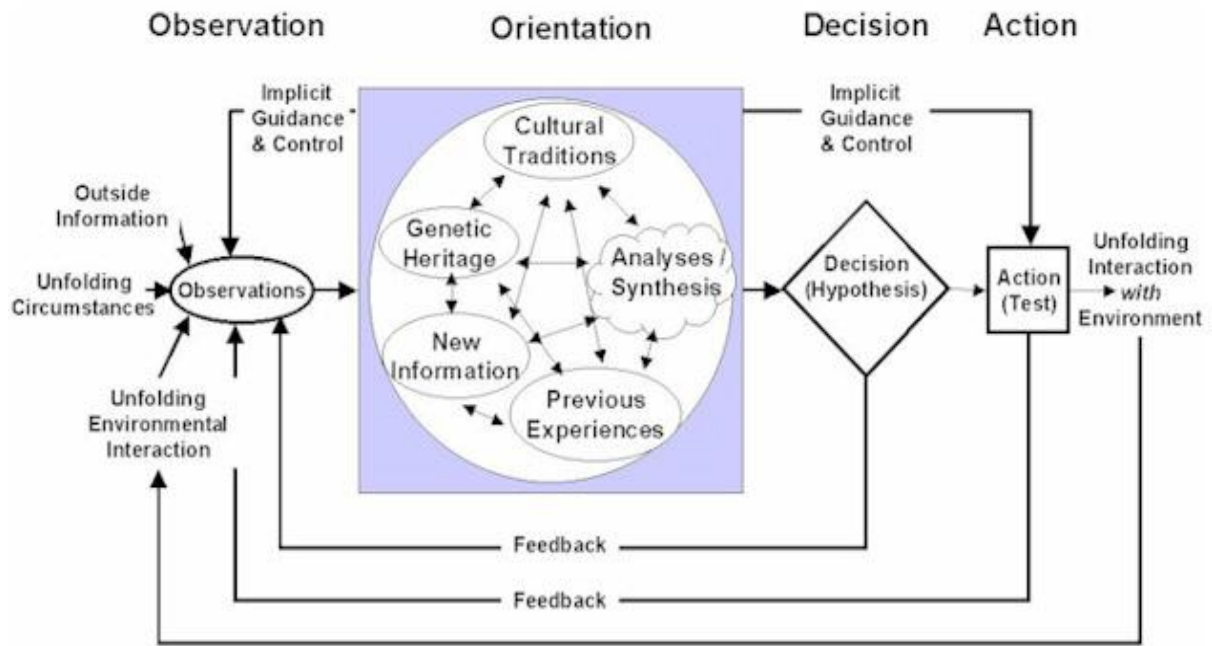 Observation
Orientation
Decision
Action
Implicit
Guidance
& Control
Cultural
Traditions
Implicit
Guidance
& Control
Outside
Information
Genetic
Heritage
Analyses /
Synthesis
Unfolding
Circumstances
Observations
Decision
(Hypothesis)
Action
(Test)
Unfolding
Interaction
with
Environment
New
Information
Previous
Experiences
Unfolding
Environmental
Interaction
Feedback
Feedback